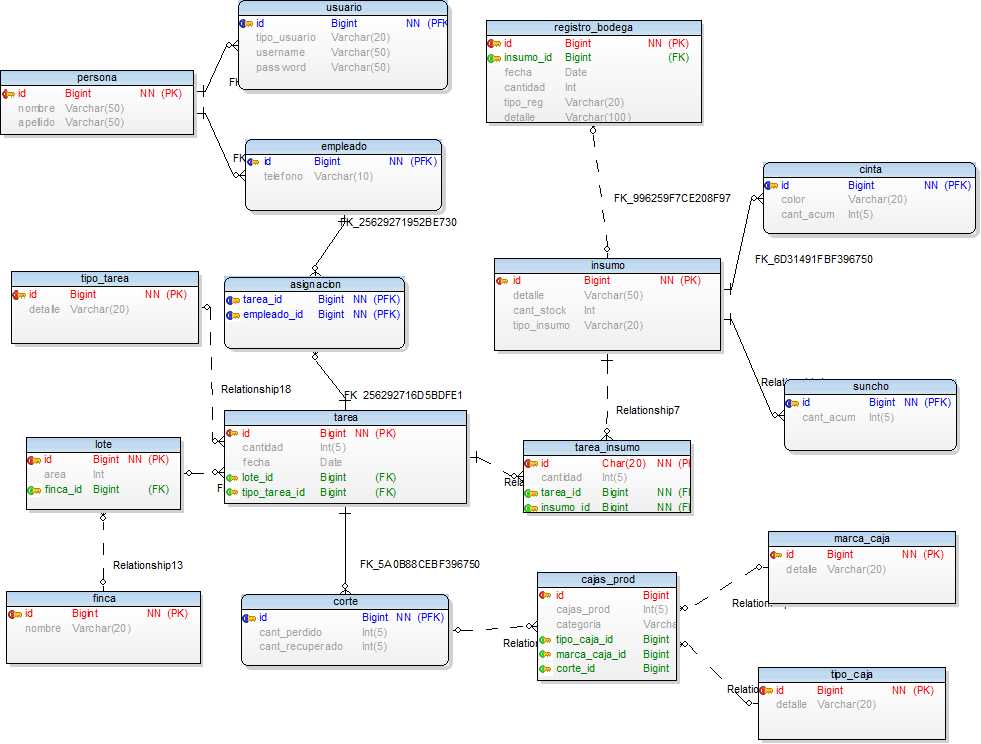 usuario
id Bigint NN (PFK
tipo_usuario Varchar(20)
username Varchar(50)
password Varchar(50)
persona
id Bigint NN (PK)
nombre Varchar(50)
apellido Varchar(50)
FK
empleado
id Bigint NN (PFK)
telefono Varchar(10)
FK_25629271952BE730
registro_bodega
id Bigint NN (PK)
insumo_id Bigint (FK)
fecha Date
cantidad Int
tipo_reg Varchar(20)
detalle Varchar(100)
FK_996259F7CE208F97
cinta
id Bigint NN (PFK)
color Varchar(20)
cant_acum Int(5)
FK_6D31491FBF396750
insumo
id Bigint NN (PK)
detalle Varchar(50)
cant_stock Int
tipo_insumo Varchar(20)
tipo_tarea
id Bigint NN (PK)
detalle Varchar(20)
asignacion
tarea_id Bigint NN (PFK)
empleado_id Bigint NN (PFK)
Relationship18
FK_256292716D5BDFE1
Relationship7
suncho
id Bigint NN (PFK)
cant_acum Int(5)
tarea
id Bigint NN (PK)
cantidad Int(5)
fecha Date
lote_id Bigint (FK)
tipo_tarea_id Bigint (FK)
lote
id Bigint NN (PK)
area Int
finca_id Bigint (FK)
tarea_insumo
id Char(20) NN (PI
cantidad Int(5)
tarea_id Bigint NN (FI
insumo_id Bigint NN (FI
Relationship13
FK_5A0B88CEBF396750
finca
id Bigint NN (PK)
nombre Varchar(20)
corte
id Bigint NN (PFK)
cant_perdido Int(5)
cant_recuperado Int(5)
Relation
cajas_prod
id Bigint
cajas_prod Int(5)
categoria Varcha
tipo_caja_id Bigint
marca_caja_id Bigint
corte_id Bigint
marca_caja
id Bigint NN (PK)
detalle Varchar(20)
Relation
tipo_caja
id Bigint NN (PK)
detalle Varchar(20)
Relatio